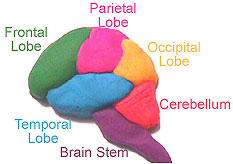 Parietal
Lobe
Frontal
Lobe
Occipital
Lobe
Cerebellum
Temporal
Lobe
Brain Stem